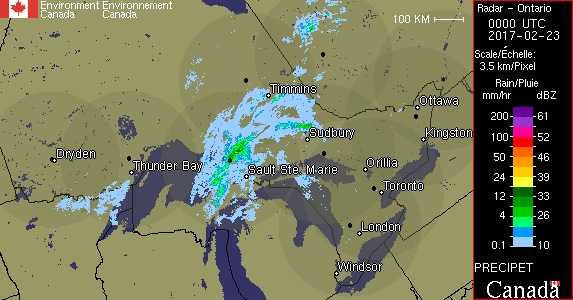 Environment Environnement
Canada Canada
100 KM
Timmins
Ottawa
Sudbury
Kingston
Dryden
Thunder Bay
Sault Ste. Marie
Orillia
Toronto
London
Windsor
Radar - Ontario
0000 UTC
2017-02-23
Scale/Échelle:
3.5 km/Pixel
Rain/Pluie
mm/hr dBZ
200 61
100 52
50 46
24 39
12 33
4 26
0.1 10
PRECIPET
Canada